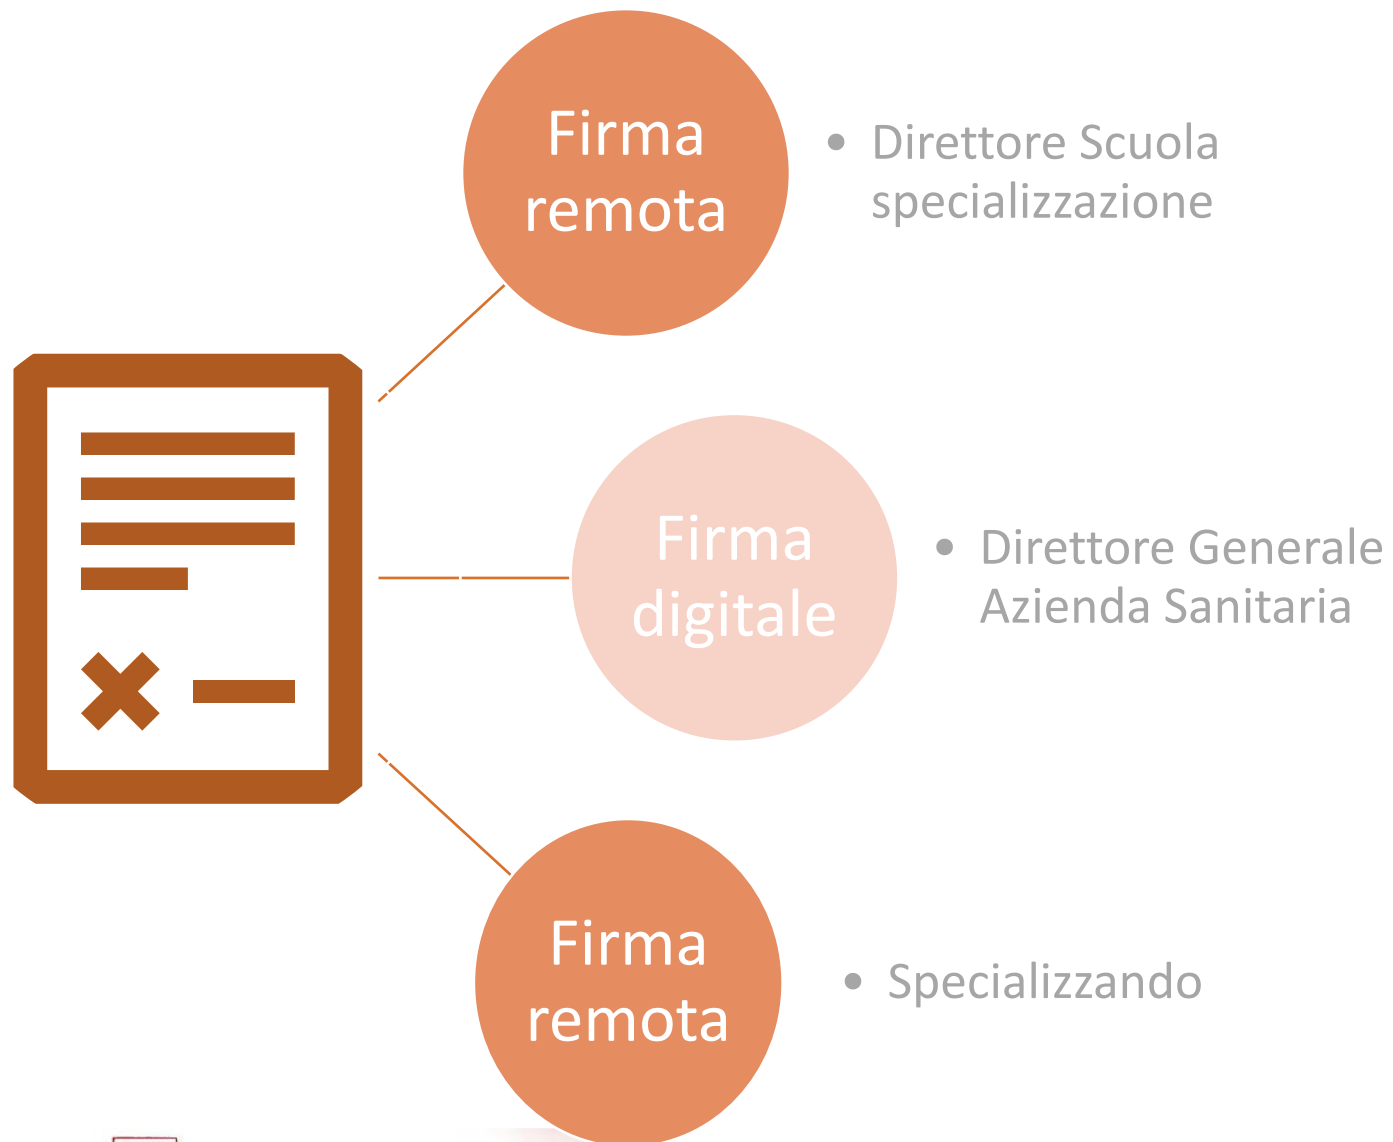 Firma
remota
• Direttore Scuola
specializzazione
Firma
digitale
• Direttore Generale
Azienda Sanitaria
Firma
remota
• Specializzando